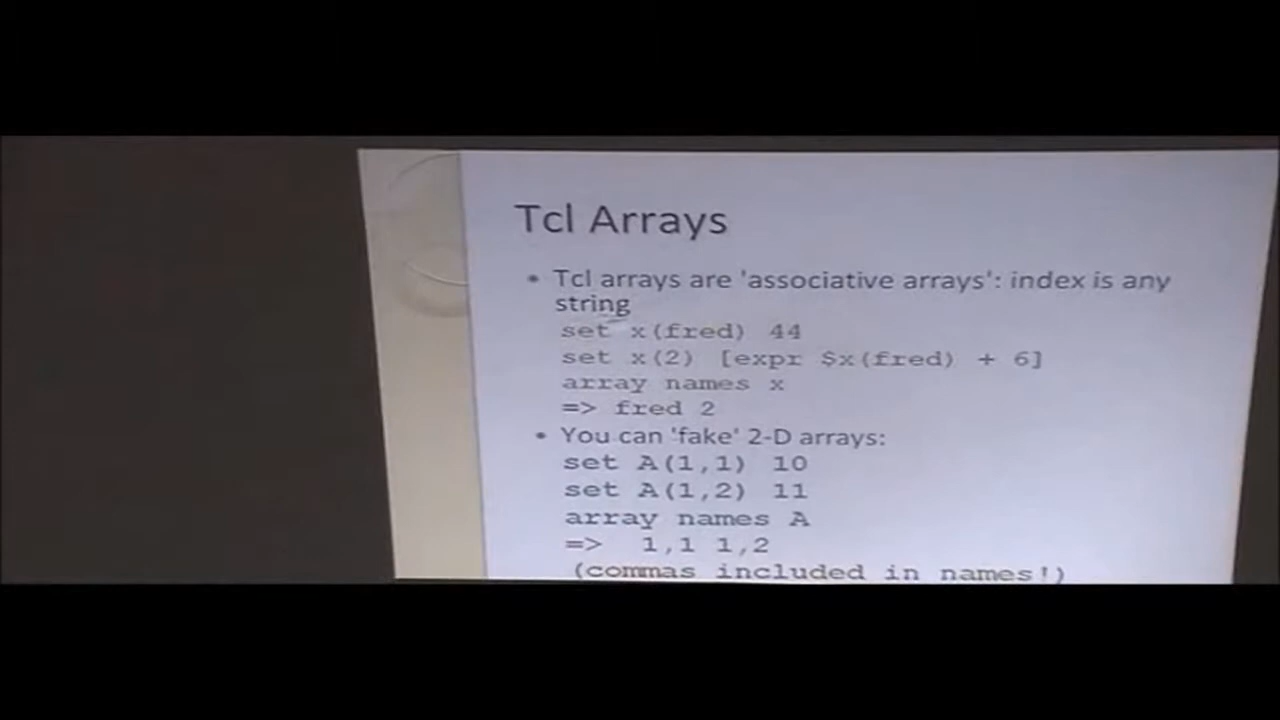 Tcl Arrays
• Tcl arrays are 'associative arrays': index is any
string
set x(fred) 44
set x(2) [expr $x(fred) + 6]
array names x
=> fred 2
• You can 'fake' 2-D arrays:
set A(1,1) 10
set A(1,2) 11
array names A
=> 1,1 1,2
(commas included in names!)